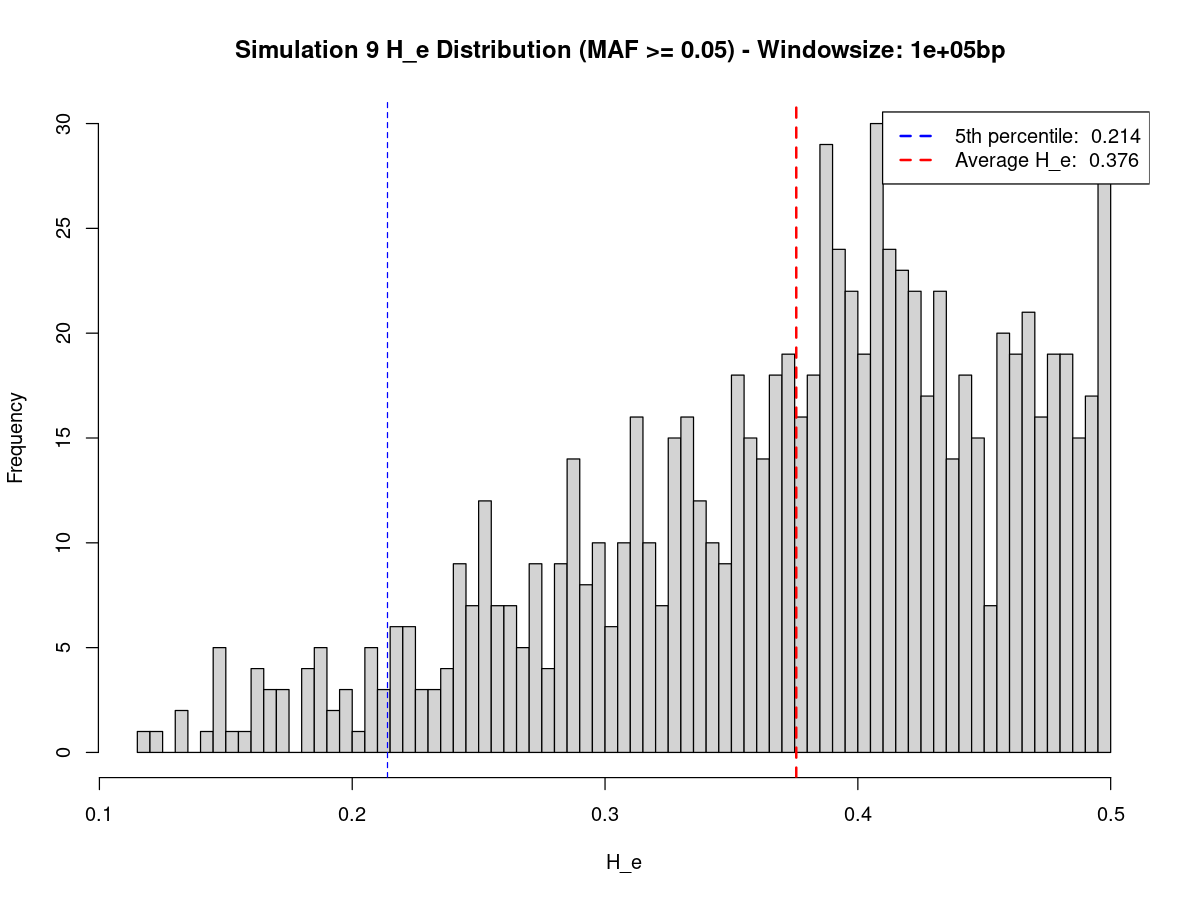 Simulation 9 H_e Distribution (MAF >= 0.05) - Windowsize: 1e+05bp
5th percentile: 0.214
Average H_e: 0.376
Frequency
30
25
20
15
10
5
0
0.1 0.2 0.3 0.4 0.5
H_e